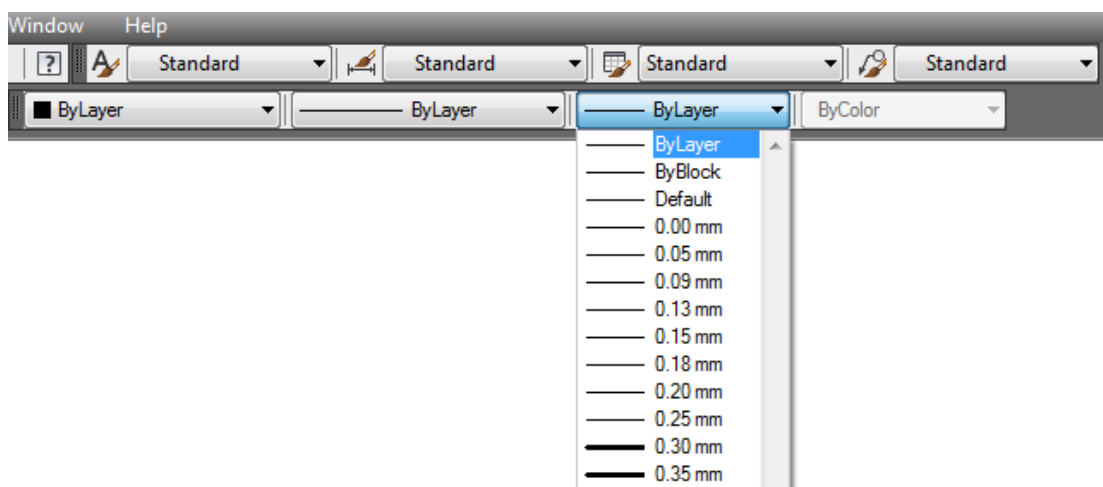 Window Help
? A Standard Standard Standard Standard
ByLayer ByLayer ByLayer ByColor
ByLayer
ByBlock
Default
0.00 mm
0.05 mm
0.09 mm
0.13 mm
0.15 mm
0.18 mm
0.20 mm
0.25 mm
0.30 mm
0.35 mm